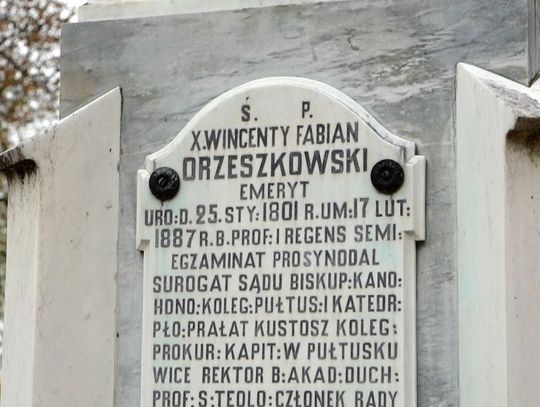 Ś. P.
X.WINCENTY FABIAN
ORZESZKOWSKI
EMERYT
URO:D.25.STY:1801 R.UM:17 LUT:
1887 R.B.PROF:I REGENS SEMI:
EGZAMINAT PROSYNODAL
SUROGAT SĄDU BISKUP:KANO:
HONO:KOLEG:PUŁTUS:I KATEDR:
PŁO:PRAŁAT KUSTOSZ KOLEG:
PROKUR:KAPIT:W PUŁTUSKU
WICE REKTOR B:AKAD:DUCH:
PROF:S:TEOLO:CZŁONEK RADY